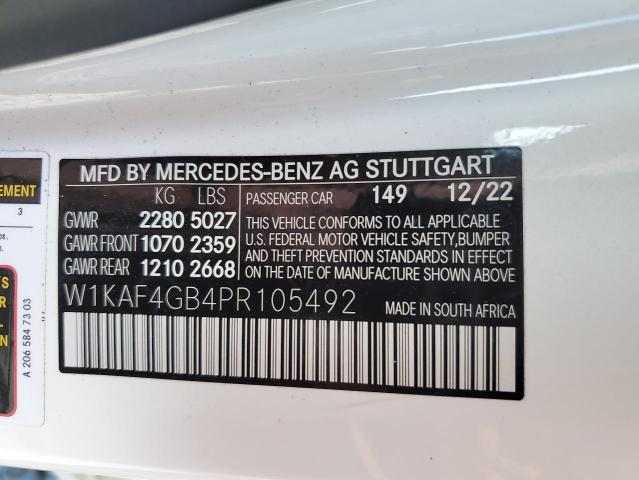 MFD BY MERCEDES-BENZ AG STUTTGART
KG LBS
GVWR 2280 5027
GAWR FRONT 1070 2359
GAWR REAR 1210 2668
PASSENGER CAR 149 12/22
THIS VEHICLE CONFORMS TO ALL APPLICABLE
U.S. FEDERAL MOTOR VEHICLE SAFETY,BUMPER
AND THEFT PREVENTION STANDARDS IN EFFECT
ON THE DATE OF MANUFACTURE SHOWN ABOVE.
W1KAF4GB4PR105492
MADE IN SOUTH AFRICA
3
A 206 584 73 03